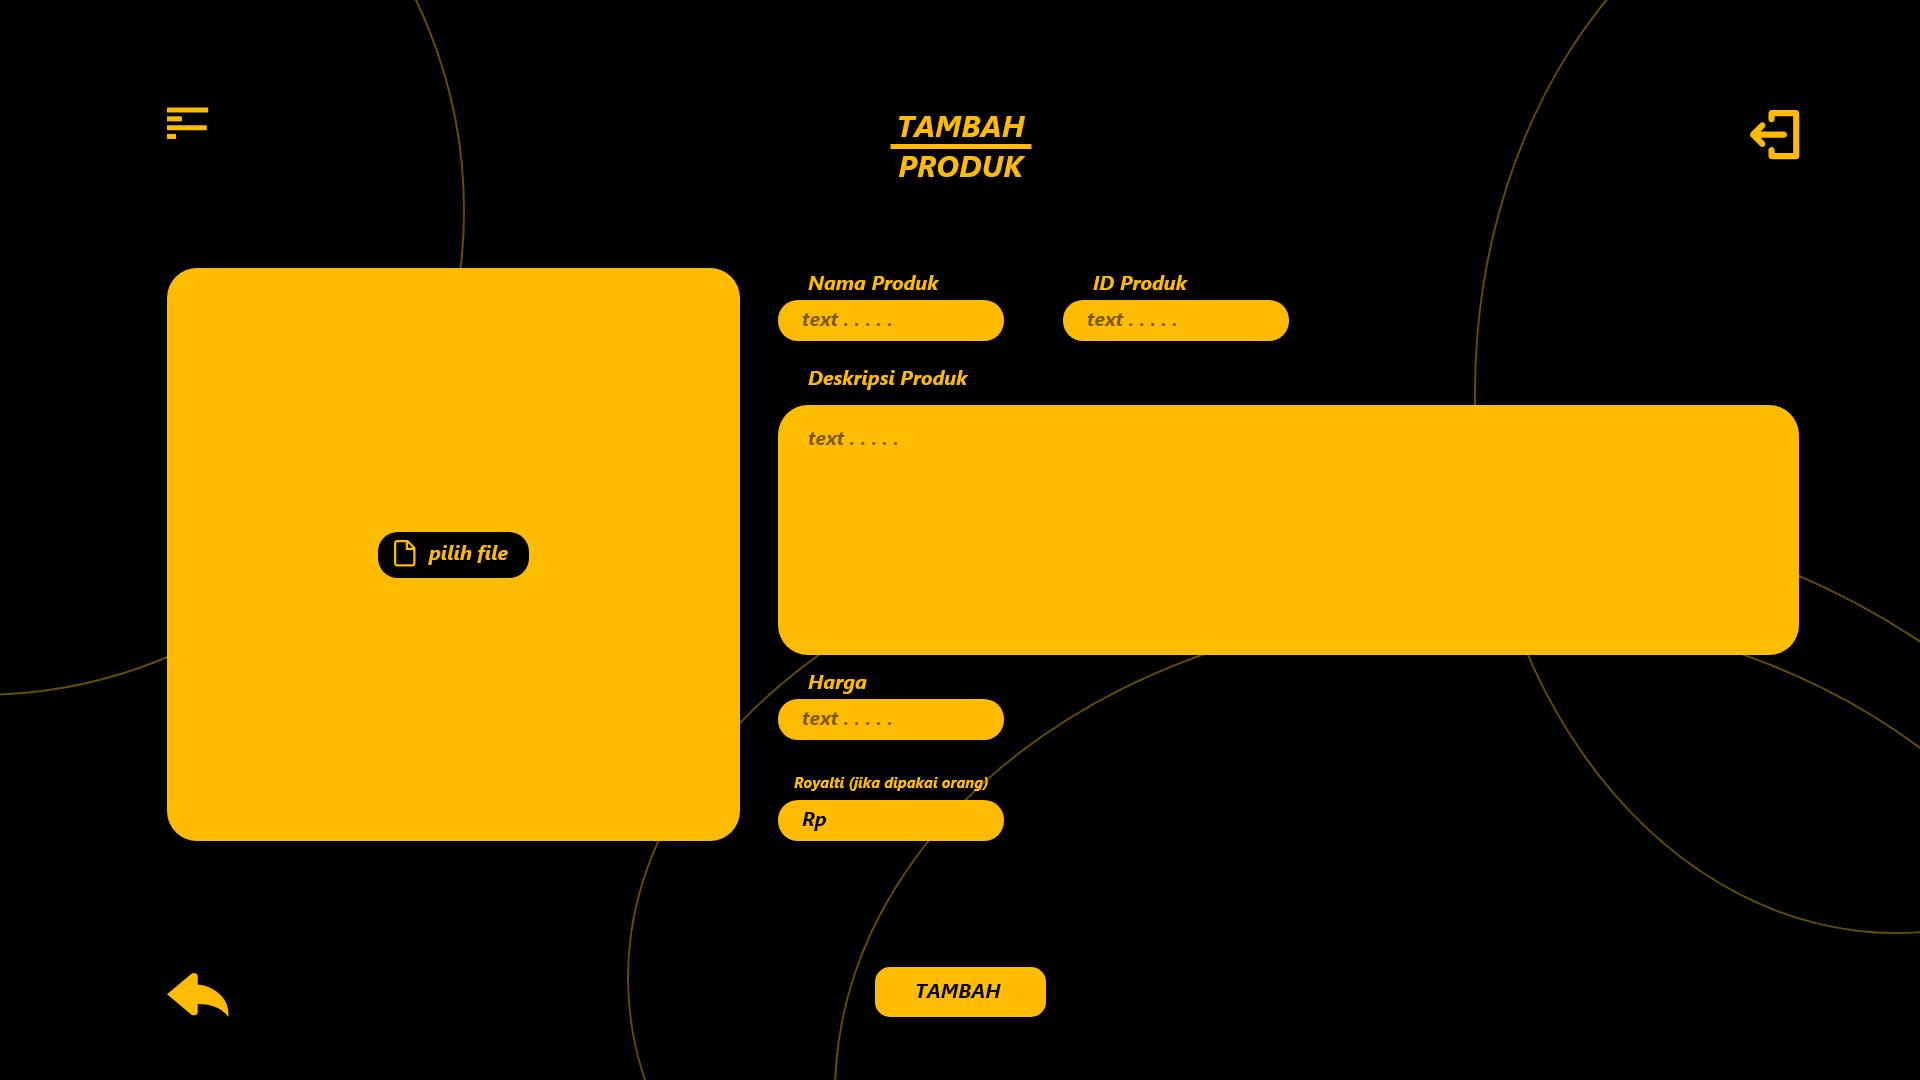 TAMBAH
PRODUK
Nama Produk
ID Produk
text . . . . .
text . . . . .
Deskripsi Produk
text . . . . .
pilih file
Harga
text . . . . .
Royalti (jika dipakai orang)
Rp
TAMBAH